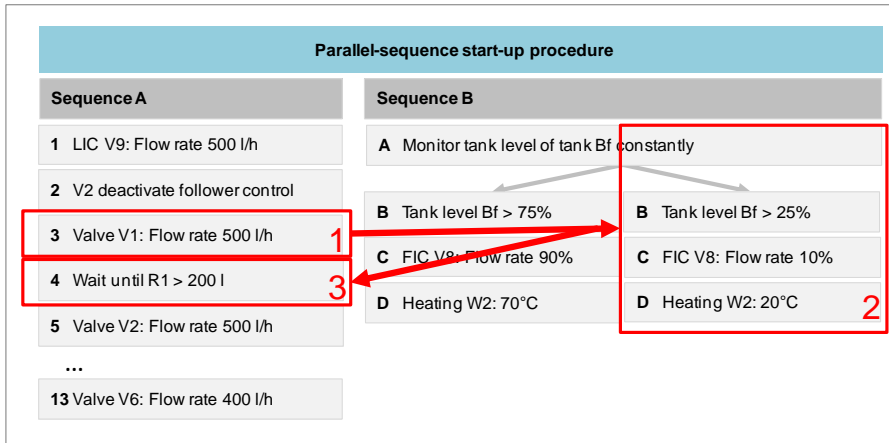 Parallel-sequence start-up procedure
Sequence A
1 LIC V9: Flow rate 500 l/h
2 V2 deactivate follower control
3 Valve V1: Flow rate 500 l/h
1
4 Wait until R1 > 200 l
3
5 Valve V2: Flow rate 500 l/h
...
13 Valve V6: Flow rate 400 l/h
Sequence B
A Monitor tank level of tank Bf constantly
B Tank level Bf > 75%
C FIC V8: Flow rate 90%
D Heating W2: 70°C
B Tank level Bf > 25%
C FIC V8: Flow rate 10%
D Heating W2: 20°C
2